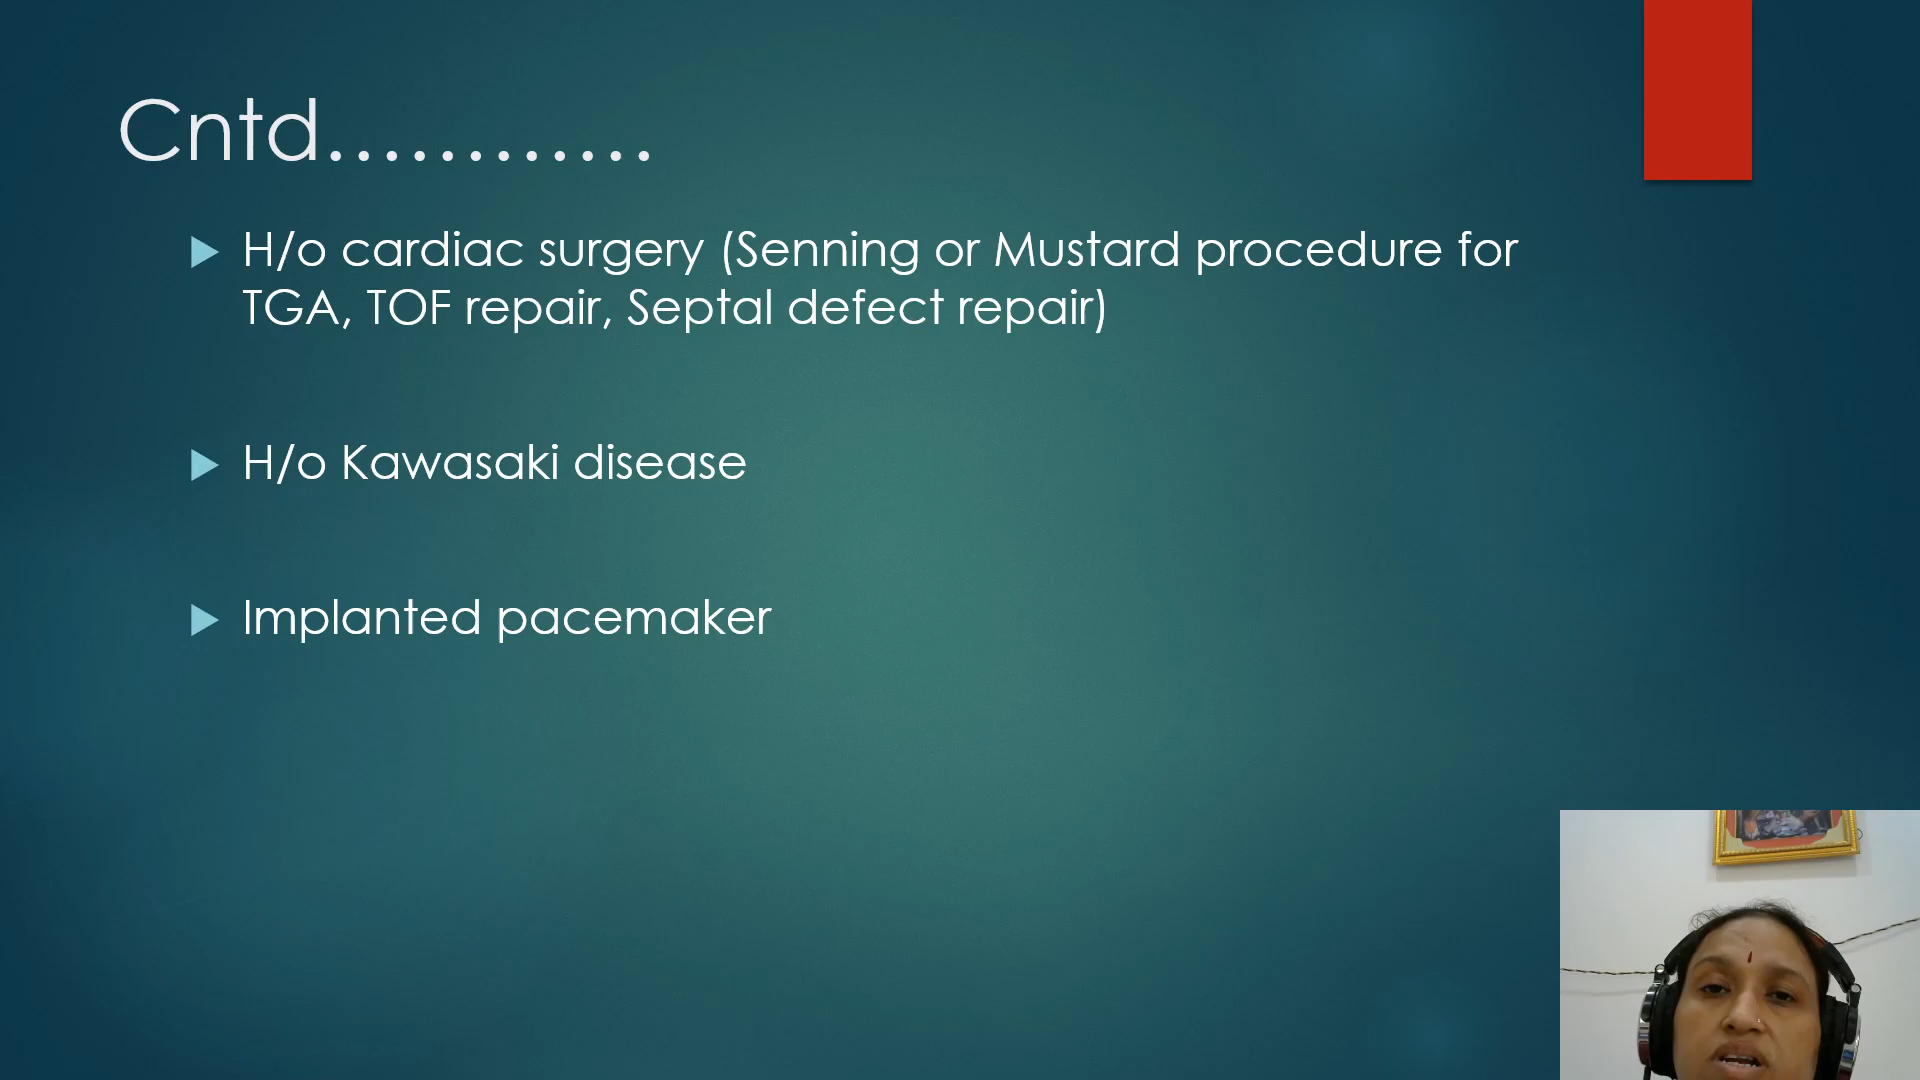 Cntd............
H/o cardiac surgery (Senning or Mustard procedure for
TGA, TOF repair, Septal defect repair)
H/o Kawasaki disease
Implanted pacemaker